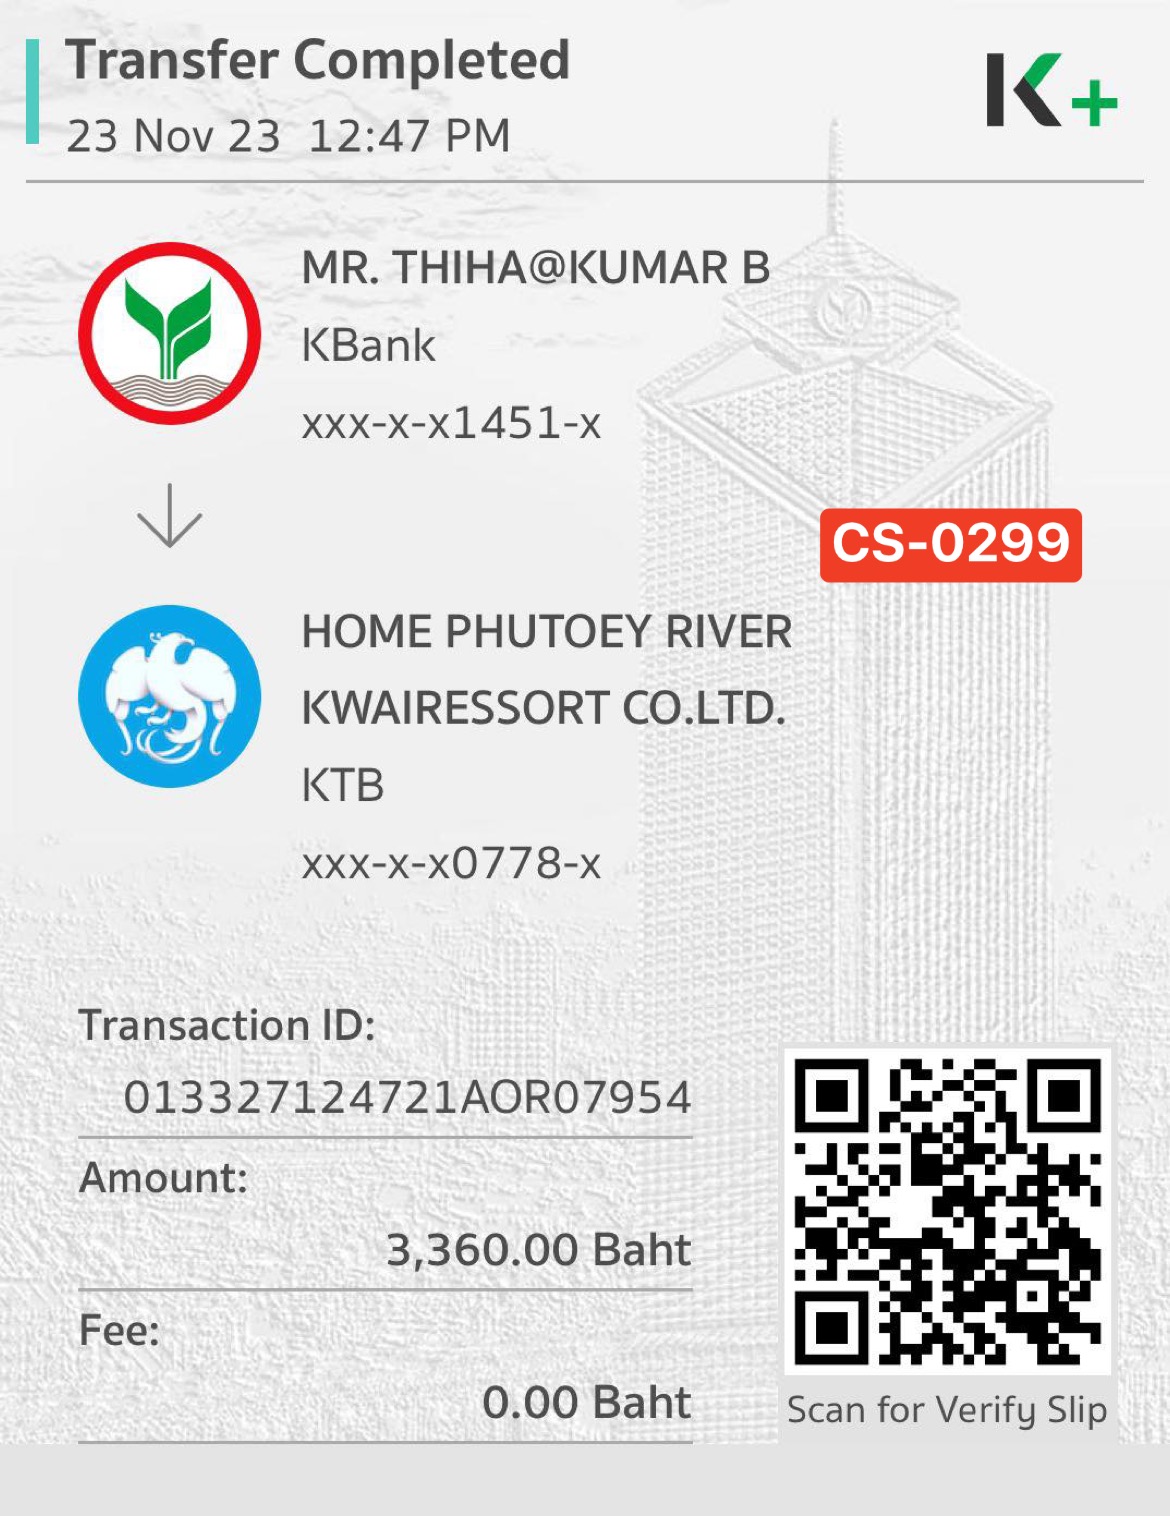 Transfer Completed
K+
23 Nov 23 12:47 PM
MR. THIHA@KUMAR B
KBank
xxx-x-x1451-x
CS-0299
HOME PHUTOEY RIVER
KWAIRESSORT CO.LTD.
KTB
xxx-x-x0778-x
Transaction ID:
013327124721AOR07954
Amount:
3,360.00 Baht
Fee:
0.00 Baht
Scan for Verify Slip